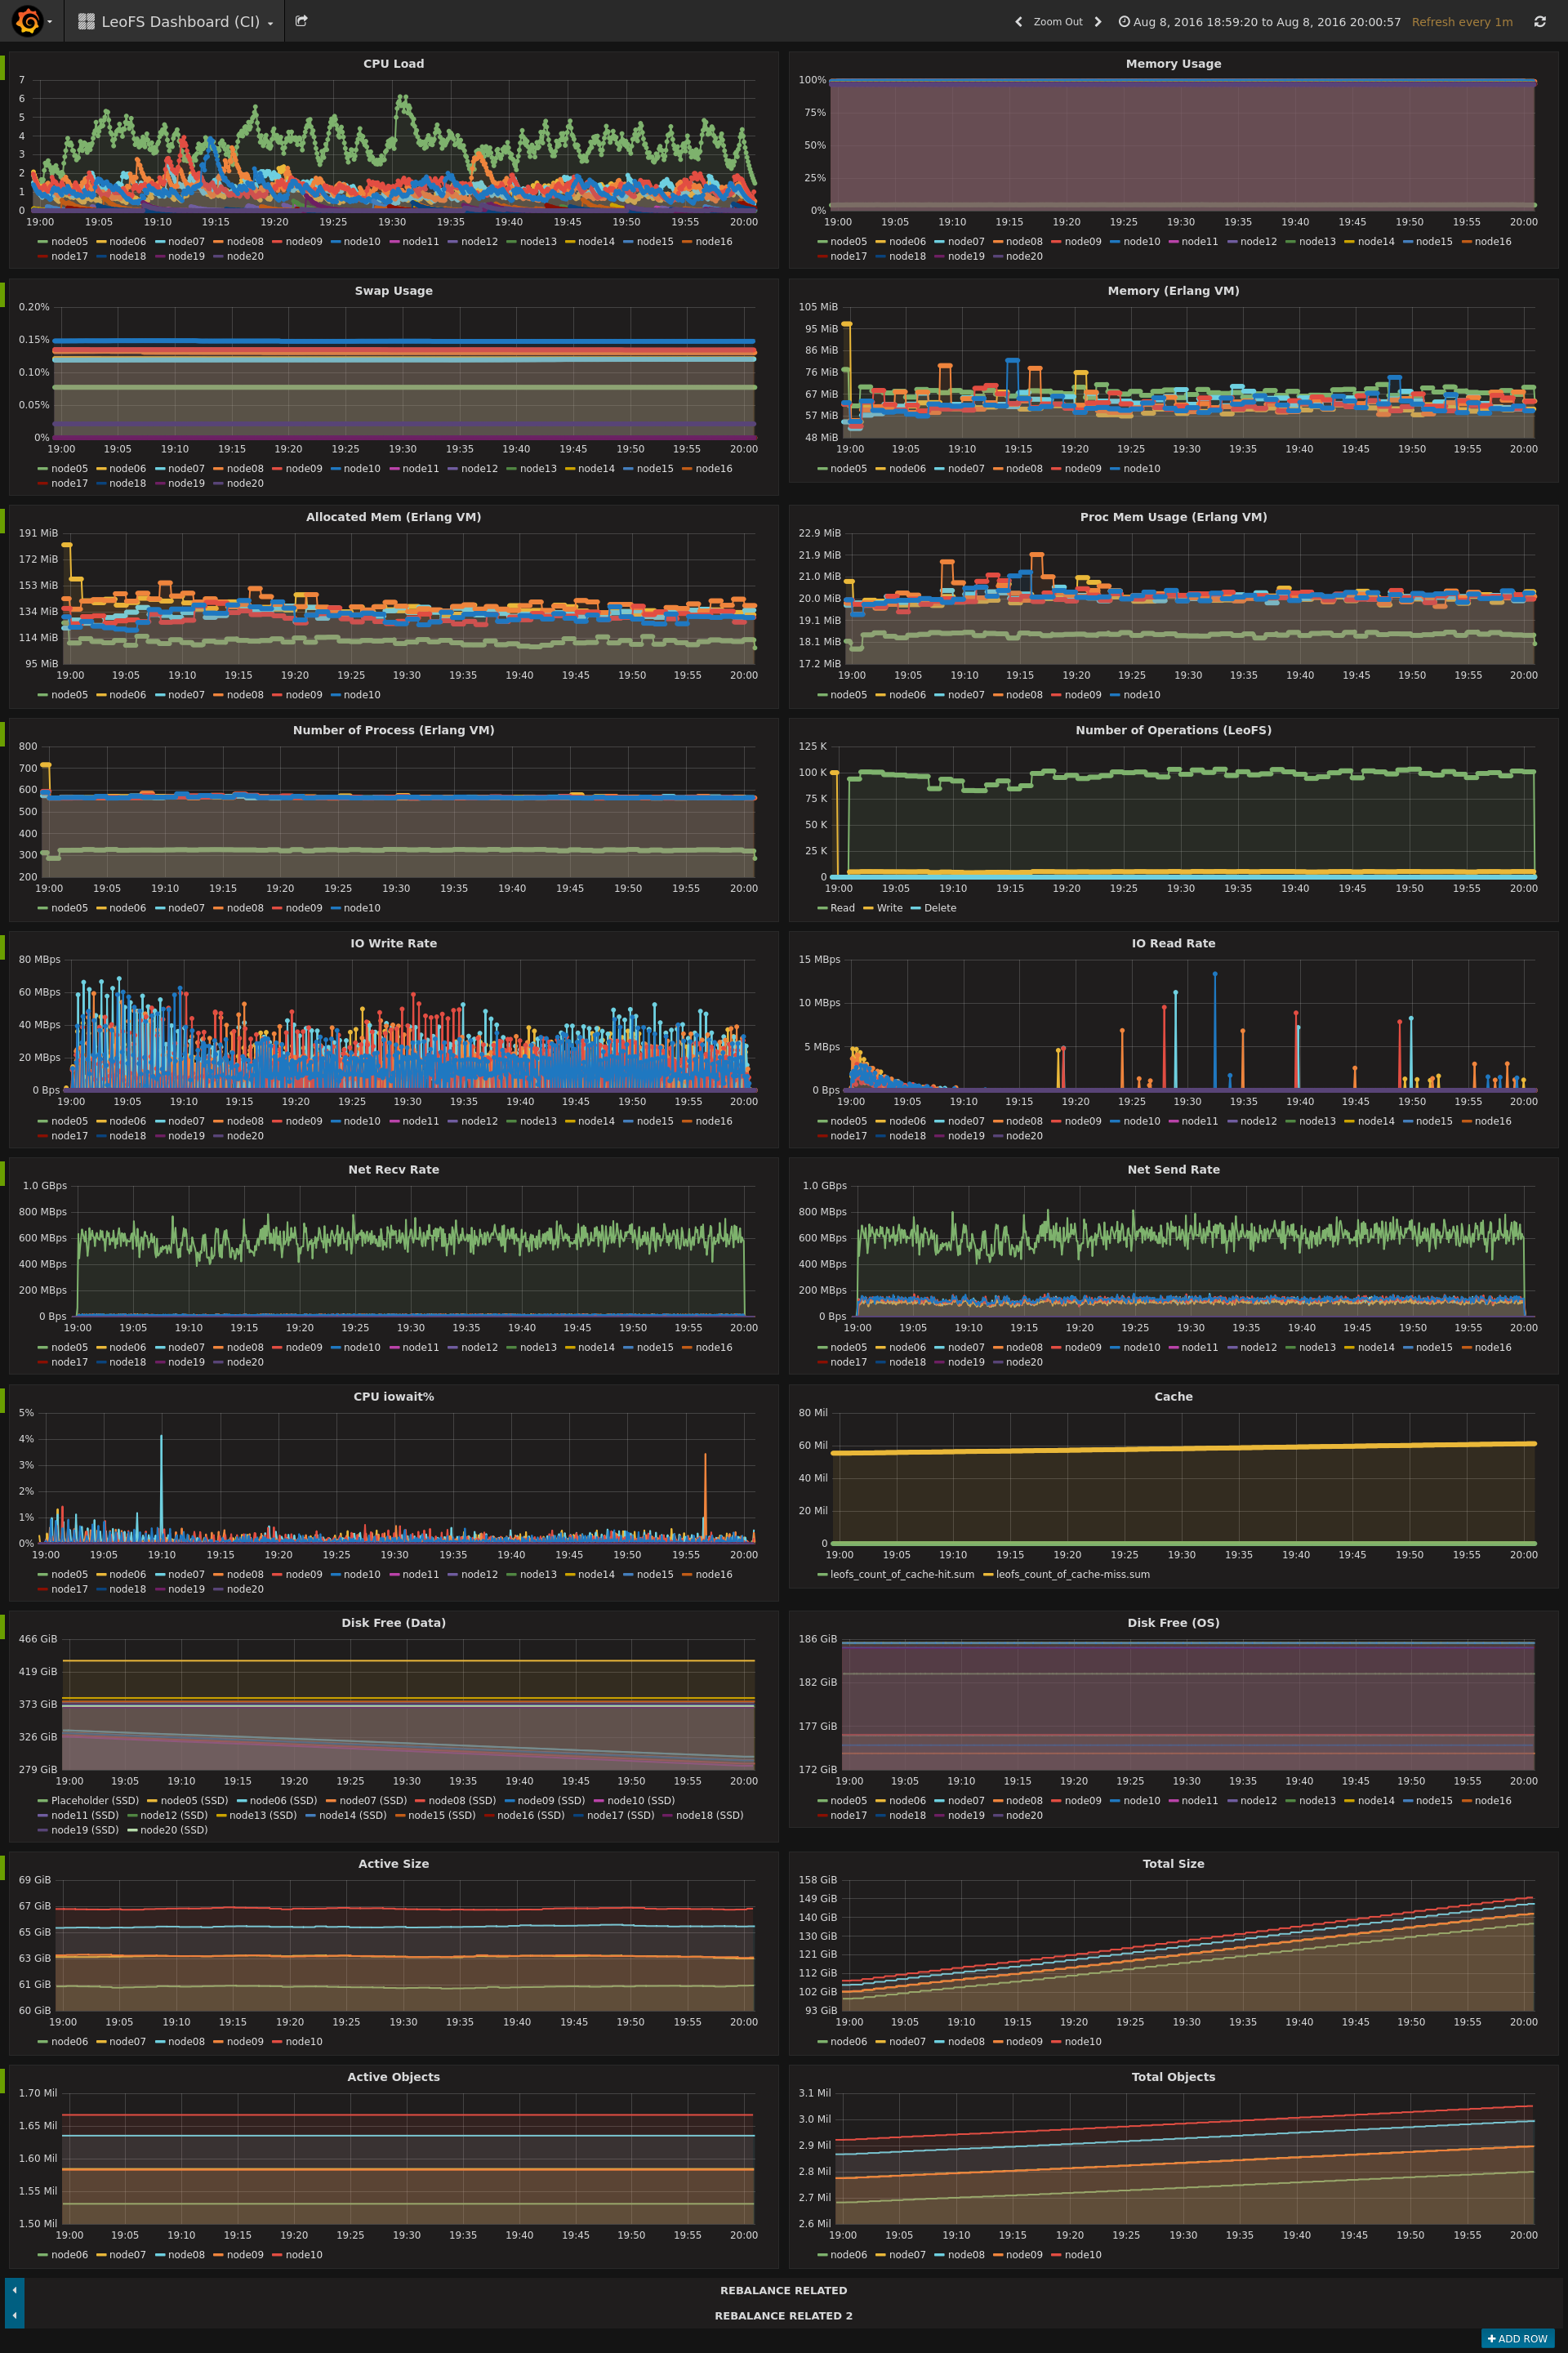 LeoFS Dashboard (CI)
Zoom Out
Aug 8, 2016 18:59:20 to Aug 8, 2016 20:00:57 Refresh every 1m
CPU Load
7
6
5
4
3
2
1
0
19:00 19:05 19:10 19:15 19:20 19:25 19:30 19:35 19:40 19:45 19:50 19:55 20:00
node05 node06 node07 node08 node09 node10 node11 node12 node13 node14 node15 node16
node17 node18 node19 node20
Memory Usage
100%
75%
50%
25%
0%
19:00 19:05 19:10 19:15 19:20 19:25 19:30 19:35 19:40 19:45 19:50 19:55 20:00
node05 node06 node07 node08 node09 node10 node11 node12 node13 node14 node15 node16
node17 node18 node19 node20
Swap Usage
0.20%
0.15%
0.10%
0.05%
0%
19:00 19:05 19:10 19:15 19:20 19:25 19:30 19:35 19:40 19:45 19:50 19:55 20:00
node05 node06 node07 node08 node09 node10 node11 node12 node13 node14 node15 node16
node17 node18 node19 node20
Memory (Erlang VM)
105 MiB
95 MiB
86 MiB
76 MiB
67 MiB
57 MiB
48 MiB
19:00 19:05 19:10 19:15 19:20 19:25 19:30 19:35 19:40 19:45 19:50 19:55 20:00
node05 node06 node07 node08 node09 node10
Allocated Mem (Erlang VM)
191 MiB
172 MiB
153 MiB
134 MiB
114 MiB
95 MiB
19:00 19:05 19:10 19:15 19:20 19:25 19:30 19:35 19:40 19:45 19:50 19:55 20:00
node05 node06 node07 node08 node09 node10
Proc Mem Usage (Erlang VM)
22.9 MiB
21.9 MiB
21.0 MiB
20.0 MiB
19.1 MiB
18.1 MiB
17.2 MiB
19:00 19:05 19:10 19:15 19:20 19:25 19:30 19:35 19:40 19:45 19:50 19:55 20:00
node05 node06 node07 node08 node09 node10
Number of Process (Erlang VM)
800
700
600
500
400
300
200
19:00 19:05 19:10 19:15 19:20 19:25 19:30 19:35 19:40 19:45 19:50 19:55 20:00
node05 node06 node07 node08 node09 node10
Number of Operations (LeoFS)
125 K
100 K
75 K
50 K
25 K
0
19:00 19:05 19:10 19:15 19:20 19:25 19:30 19:35 19:40 19:45 19:50 19:55 20:00
Read Write Delete
IO Write Rate
80 MBps
60 MBps
40 MBps
20 MBps
0 Bps
19:00 19:05 19:10 19:15 19:20 19:25 19:30 19:35 19:40 19:45 19:50 19:55 20:00
node05 node06 node07 node08 node09 node10 node11 node12 node13 node14 node15 node16
node17 node18 node19 node20
IO Read Rate
15 MBps
10 MBps
5 MBps
0 Bps
19:00 19:05 19:10 19:15 19:20 19:25 19:30 19:35 19:40 19:45 19:50 19:55 20:00
node05 node06 node07 node08 node09 node10 node11 node12 node13 node14 node15 node16
node17 node18 node19 node20
Net Recv Rate
1.0 GBps
800 MBps
600 MBps
400 MBps
200 MBps
0 Bps
19:00 19:05 19:10 19:15 19:20 19:25 19:30 19:35 19:40 19:45 19:50 19:55 20:00
node05 node06 node07 node08 node09 node10 node11 node12 node13 node14 node15 node16
node17 node18 node19 node20
Net Send Rate
1.0 GBps
800 MBps
600 MBps
400 MBps
200 MBps
0 Bps
19:00 19:05 19:10 19:15 19:20 19:25 19:30 19:35 19:40 19:45 19:50 19:55 20:00
node05 node06 node07 node08 node09 node10 node11 node12 node13 node14 node15 node16
node17 node18 node19 node20
CPU iowait%
5%
4%
3%
2%
1%
0%
19:00 19:05 19:10 19:15 19:20 19:25 19:30 19:35 19:40 19:45 19:50 19:55 20:00
node05 node06 node07 node08 node09 node10 node11 node12 node13 node14 node15 node16
node17 node18 node19 node20
Cache
80 Mil
60 Mil
40 Mil
20 Mil
0
19:00 19:05 19:10 19:15 19:20 19:25 19:30 19:35 19:40 19:45 19:50 19:55 20:00
leofs_count_of_cache-hit.sum leofs_count_of_cache-miss.sum
Disk Free (Data)
466 GiB
419 GiB
373 GiB
326 GiB
279 GiB
19:00 19:05 19:10 19:15 19:20 19:25 19:30 19:35 19:40 19:45 19:50 19:55 20:00
Placeholder (SSD) node05 (SSD) node06 (SSD) node07 (SSD) node08 (SSD) node09 (SSD) node10 (SSD)
node11 (SSD) node12 (SSD) node13 (SSD) node14 (SSD) node15 (SSD) node16 (SSD) node17 (SSD) node18 (SSD)
node19 (SSD) node20 (SSD)
Disk Free (OS)
186 GiB
182 GiB
177 GiB
172 GiB
19:00 19:05 19:10 19:15 19:20 19:25 19:30 19:35 19:40 19:45 19:50 19:55 20:00
node05 node06 node07 node08 node09 node10 node11 node12 node13 node14 node15 node16
node17 node18 node19 node20
Active Size
69 GiB
67 GiB
65 GiB
63 GiB
61 GiB
60 GiB
19:00 19:05 19:10 19:15 19:20 19:25 19:30 19:35 19:40 19:45 19:50 19:55 20:00
node06 node07 node08 node09 node10
Total Size
158 GiB
149 GiB
140 GiB
130 GiB
121 GiB
112 GiB
102 GiB
93 GiB
19:00 19:05 19:10 19:15 19:20 19:25 19:30 19:35 19:40 19:45 19:50 19:55 20:00
node06 node07 node08 node09 node10
Active Objects
1.70 Mil
1.65 Mil
1.60 Mil
1.55 Mil
1.50 Mil
19:00 19:05 19:10 19:15 19:20 19:25 19:30 19:35 19:40 19:45 19:50 19:55 20:00
node06 node07 node08 node09 node10
Total Objects
3.1 Mil
3.0 Mil
2.9 Mil
2.8 Mil
2.7 Mil
2.6 Mil
19:00 19:05 19:10 19:15 19:20 19:25 19:30 19:35 19:40 19:45 19:50 19:55 20:00
node06 node07 node08 node09 node10
REBALANCE RELATED
REBALANCE RELATED 2
ADD ROW